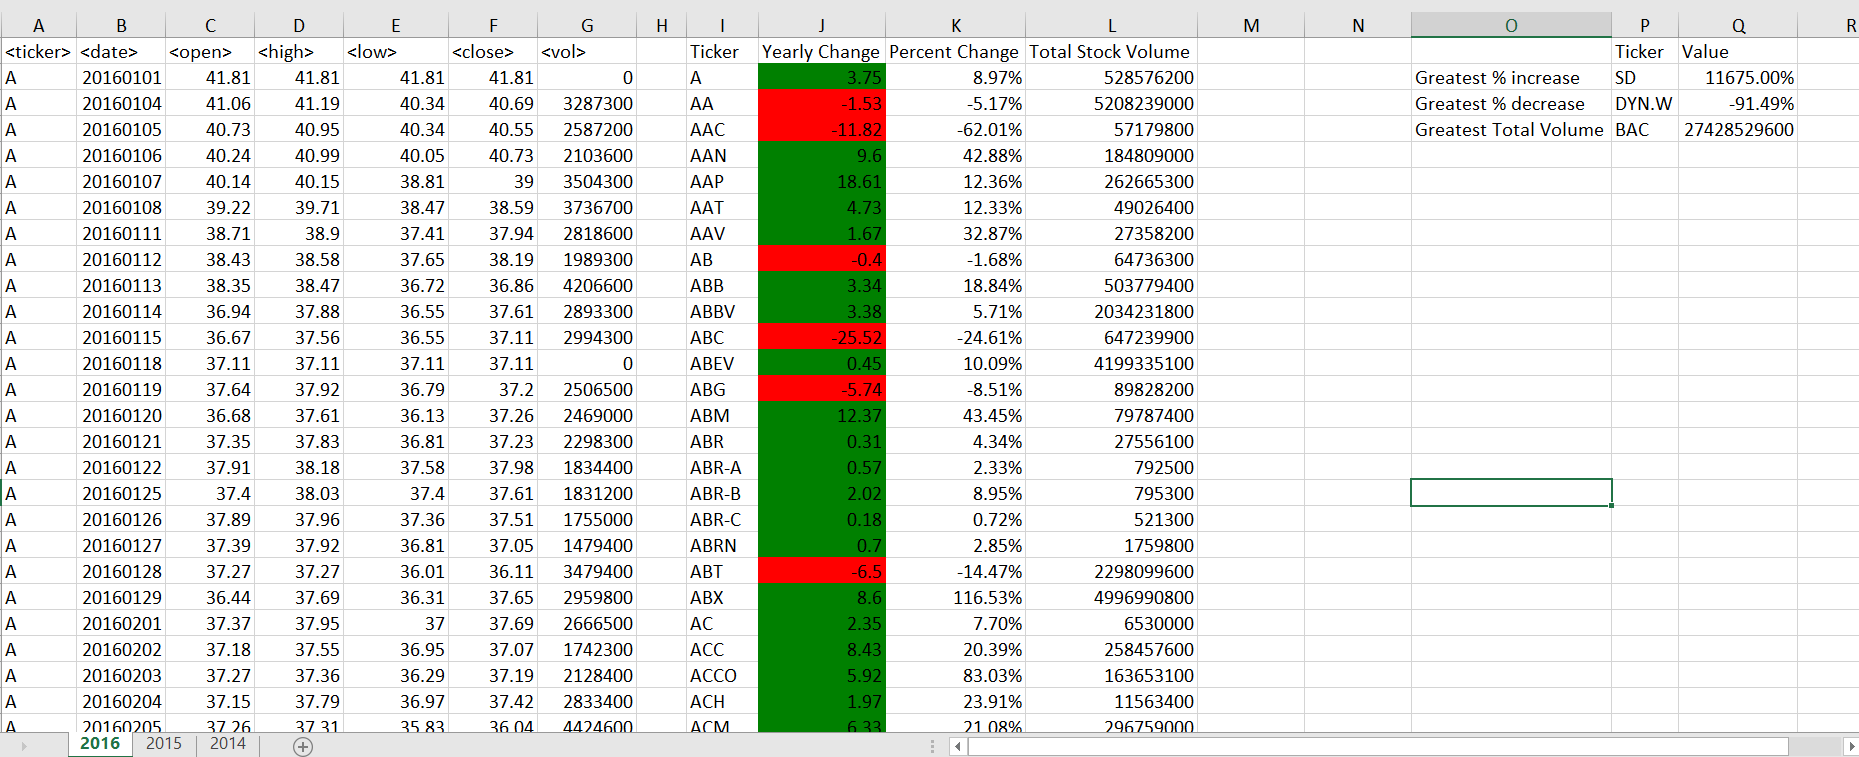 A B C D E F G H I J K L M N O P Q R
<ticker> <date> <open> <high> <low> <close> <vol> Ticker Yearly Change Percent Change Total Stock Volume Ticker Value
A 20160101 41.81 41.81 41.81 41.81 0 A 3.75 8.97% 528576200 Greatest % increase SD 11675.00%
A 20160104 41.06 41.19 40.34 40.69 3287300 AA -1.53 -5.17% 5208239000 Greatest % decrease DYN.W -91.49%
A 20160105 40.73 40.95 40.34 40.55 2587200 AAC -11.82 -62.01% 57179800 Greatest Total Volume BAC 27428529600
A 20160106 40.24 40.99 40.05 40.73 2103600 AAN 9.6 42.88% 184809000
A 20160107 40.14 40.15 38.81 39 3504300 AAP 18.61 12.36% 262665300
A 20160108 39.22 39.71 38.47 38.59 3736700 AAT 4.73 12.33% 49026400
A 20160111 38.71 38.9 37.41 37.94 2818600 AAV 1.67 32.87% 27358200
A 20160112 38.43 38.58 37.65 38.19 1989300 AB -0.4 -1.68% 64736300
A 20160113 38.35 38.47 36.72 36.86 4206600 ABB 3.34 18.84% 503779400
A 20160114 36.94 37.88 36.55 37.61 2893300 ABBV 3.38 5.71% 2034231800
A 20160115 36.67 37.56 36.55 37.11 2994300 ABC -25.52 -24.61% 647239900
A 20160118 37.11 37.11 37.11 37.11 0 ABEV 0.45 10.09% 4199335100
A 20160119 37.64 37.92 36.79 37.2 2506500 ABG -5.74 -8.51% 89828200
A 20160120 36.68 37.61 36.13 37.26 2469000 ABM 12.37 43.45% 79787400
A 20160121 37.35 37.83 36.81 37.23 2298300 ABR 0.31 4.34% 27556100
A 20160122 37.91 38.18 37.58 37.98 1834400 ABR-A 0.57 2.33% 792500
A 20160125 37.4 38.03 37.4 37.61 1831200 ABR-B 2.02 8.95% 795300
A 20160126 37.89 37.96 37.36 37.51 1755000 ABR-C 0.18 0.72% 521300
A 20160127 37.39 37.92 36.81 37.05 1479400 ABRN 0.7 2.85% 1759800
A 20160128 37.27 37.27 36.01 36.11 3479400 ABT -6.5 -14.47% 2298099600
A 20160129 36.44 37.69 36.31 37.65 2959800 ABX 8.6 116.53% 4996990800
A 20160201 37.37 37.95 37 37.69 2666500 AC 2.35 7.70% 6530000
A 20160202 37.18 37.55 36.95 37.07 1742300 ACC 8.43 20.39% 258457600
A 20160203 37.27 37.36 36.29 37.19 2128400 ACCO 5.92 83.03% 163653100
A 20160204 37.15 37.79 36.97 37.42 2833400 ACH 1.97 23.91% 11563400
A 20160205 37.26 37.31 35.83 36.04 4424600 ACM 6.33 21.08% 296759000
2016 2015 2014